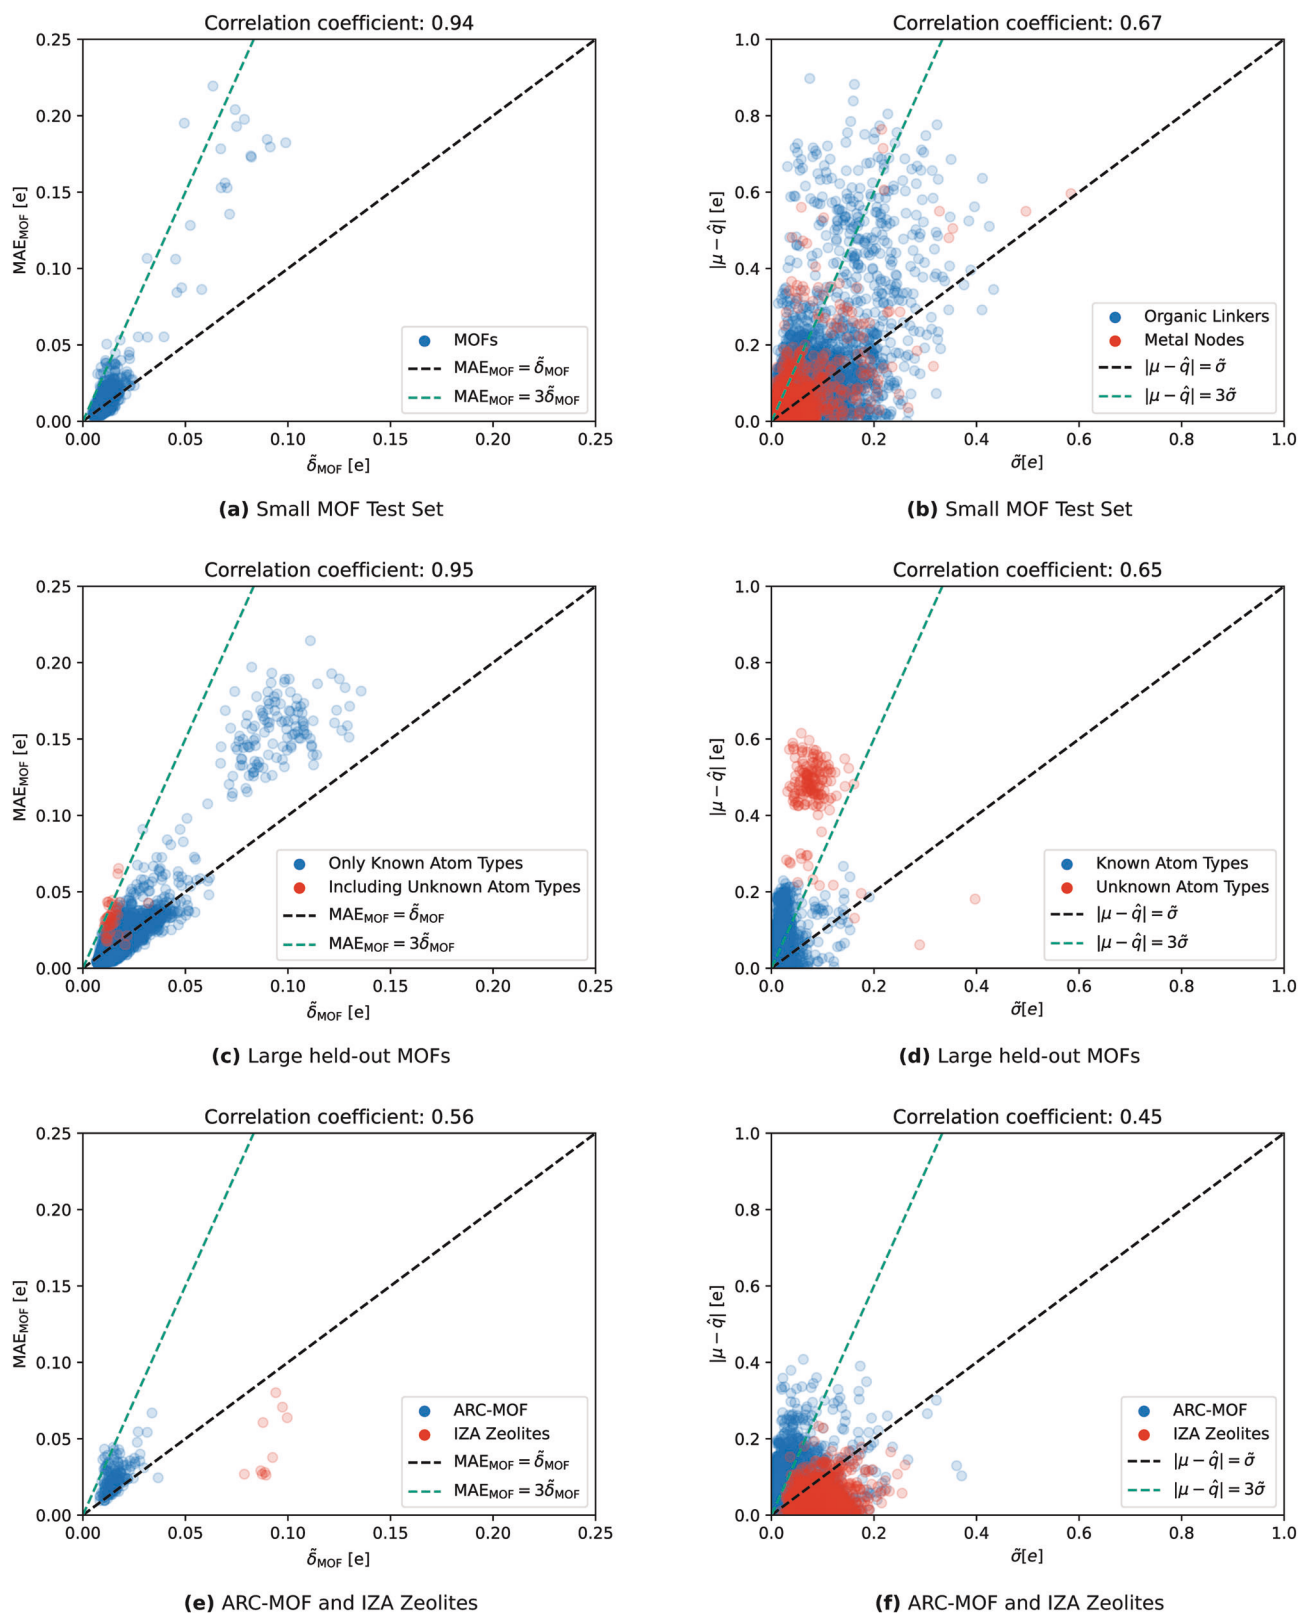 Correlation coefficient: 0.94
0.25
0.20
0.15
0.10
0.05
0.00
MAE_MOF [e]
MOFs
MAE_MOF = δ̃_MOF
MAE_MOF = 3δ̃_MOF
0.00 0.05 0.10 0.15 0.20 0.25
δ̃_MOF [e]
(a) Small MOF Test Set
Correlation coefficient: 0.67
1.0
0.8
0.6
0.4
0.2
0.0
|μ − q̂| [e]
Organic Linkers
Metal Nodes
|μ − q̂| = σ̃
|μ − q̂| = 3σ̃
0.0 0.2 0.4 0.6 0.8 1.0
σ̃[e]
(b) Small MOF Test Set
Correlation coefficient: 0.95
0.25
0.20
0.15
0.10
0.05
0.00
MAE_MOF [e]
Only Known Atom Types
Including Unknown Atom Types
MAE_MOF = δ̃_MOF
MAE_MOF = 3δ̃_MOF
0.00 0.05 0.10 0.15 0.20 0.25
δ̃_MOF [e]
(c) Large held-out MOFs
Correlation coefficient: 0.65
1.0
0.8
0.6
0.4
0.2
0.0
|μ − q̂| [e]
Known Atom Types
Unknown Atom Types
|μ − q̂| = σ̃
|μ − q̂| = 3σ̃
0.0 0.2 0.4 0.6 0.8 1.0
σ̃[e]
(d) Large held-out MOFs
Correlation coefficient: 0.56
0.25
0.20
0.15
0.10
0.05
0.00
MAE_MOF [e]
ARC-MOF
IZA Zeolites
MAE_MOF = δ̃_MOF
MAE_MOF = 3δ̃_MOF
0.00 0.05 0.10 0.15 0.20 0.25
δ̃_MOF [e]
(e) ARC-MOF and IZA Zeolites
Correlation coefficient: 0.45
1.0
0.8
0.6
0.4
0.2
0.0
|μ − q̂| [e]
ARC-MOF
IZA Zeolites
|μ − q̂| = σ̃
|μ − q̂| = 3σ̃
0.0 0.2 0.4 0.6 0.8 1.0
σ̃[e]
(f) ARC-MOF and IZA Zeolites